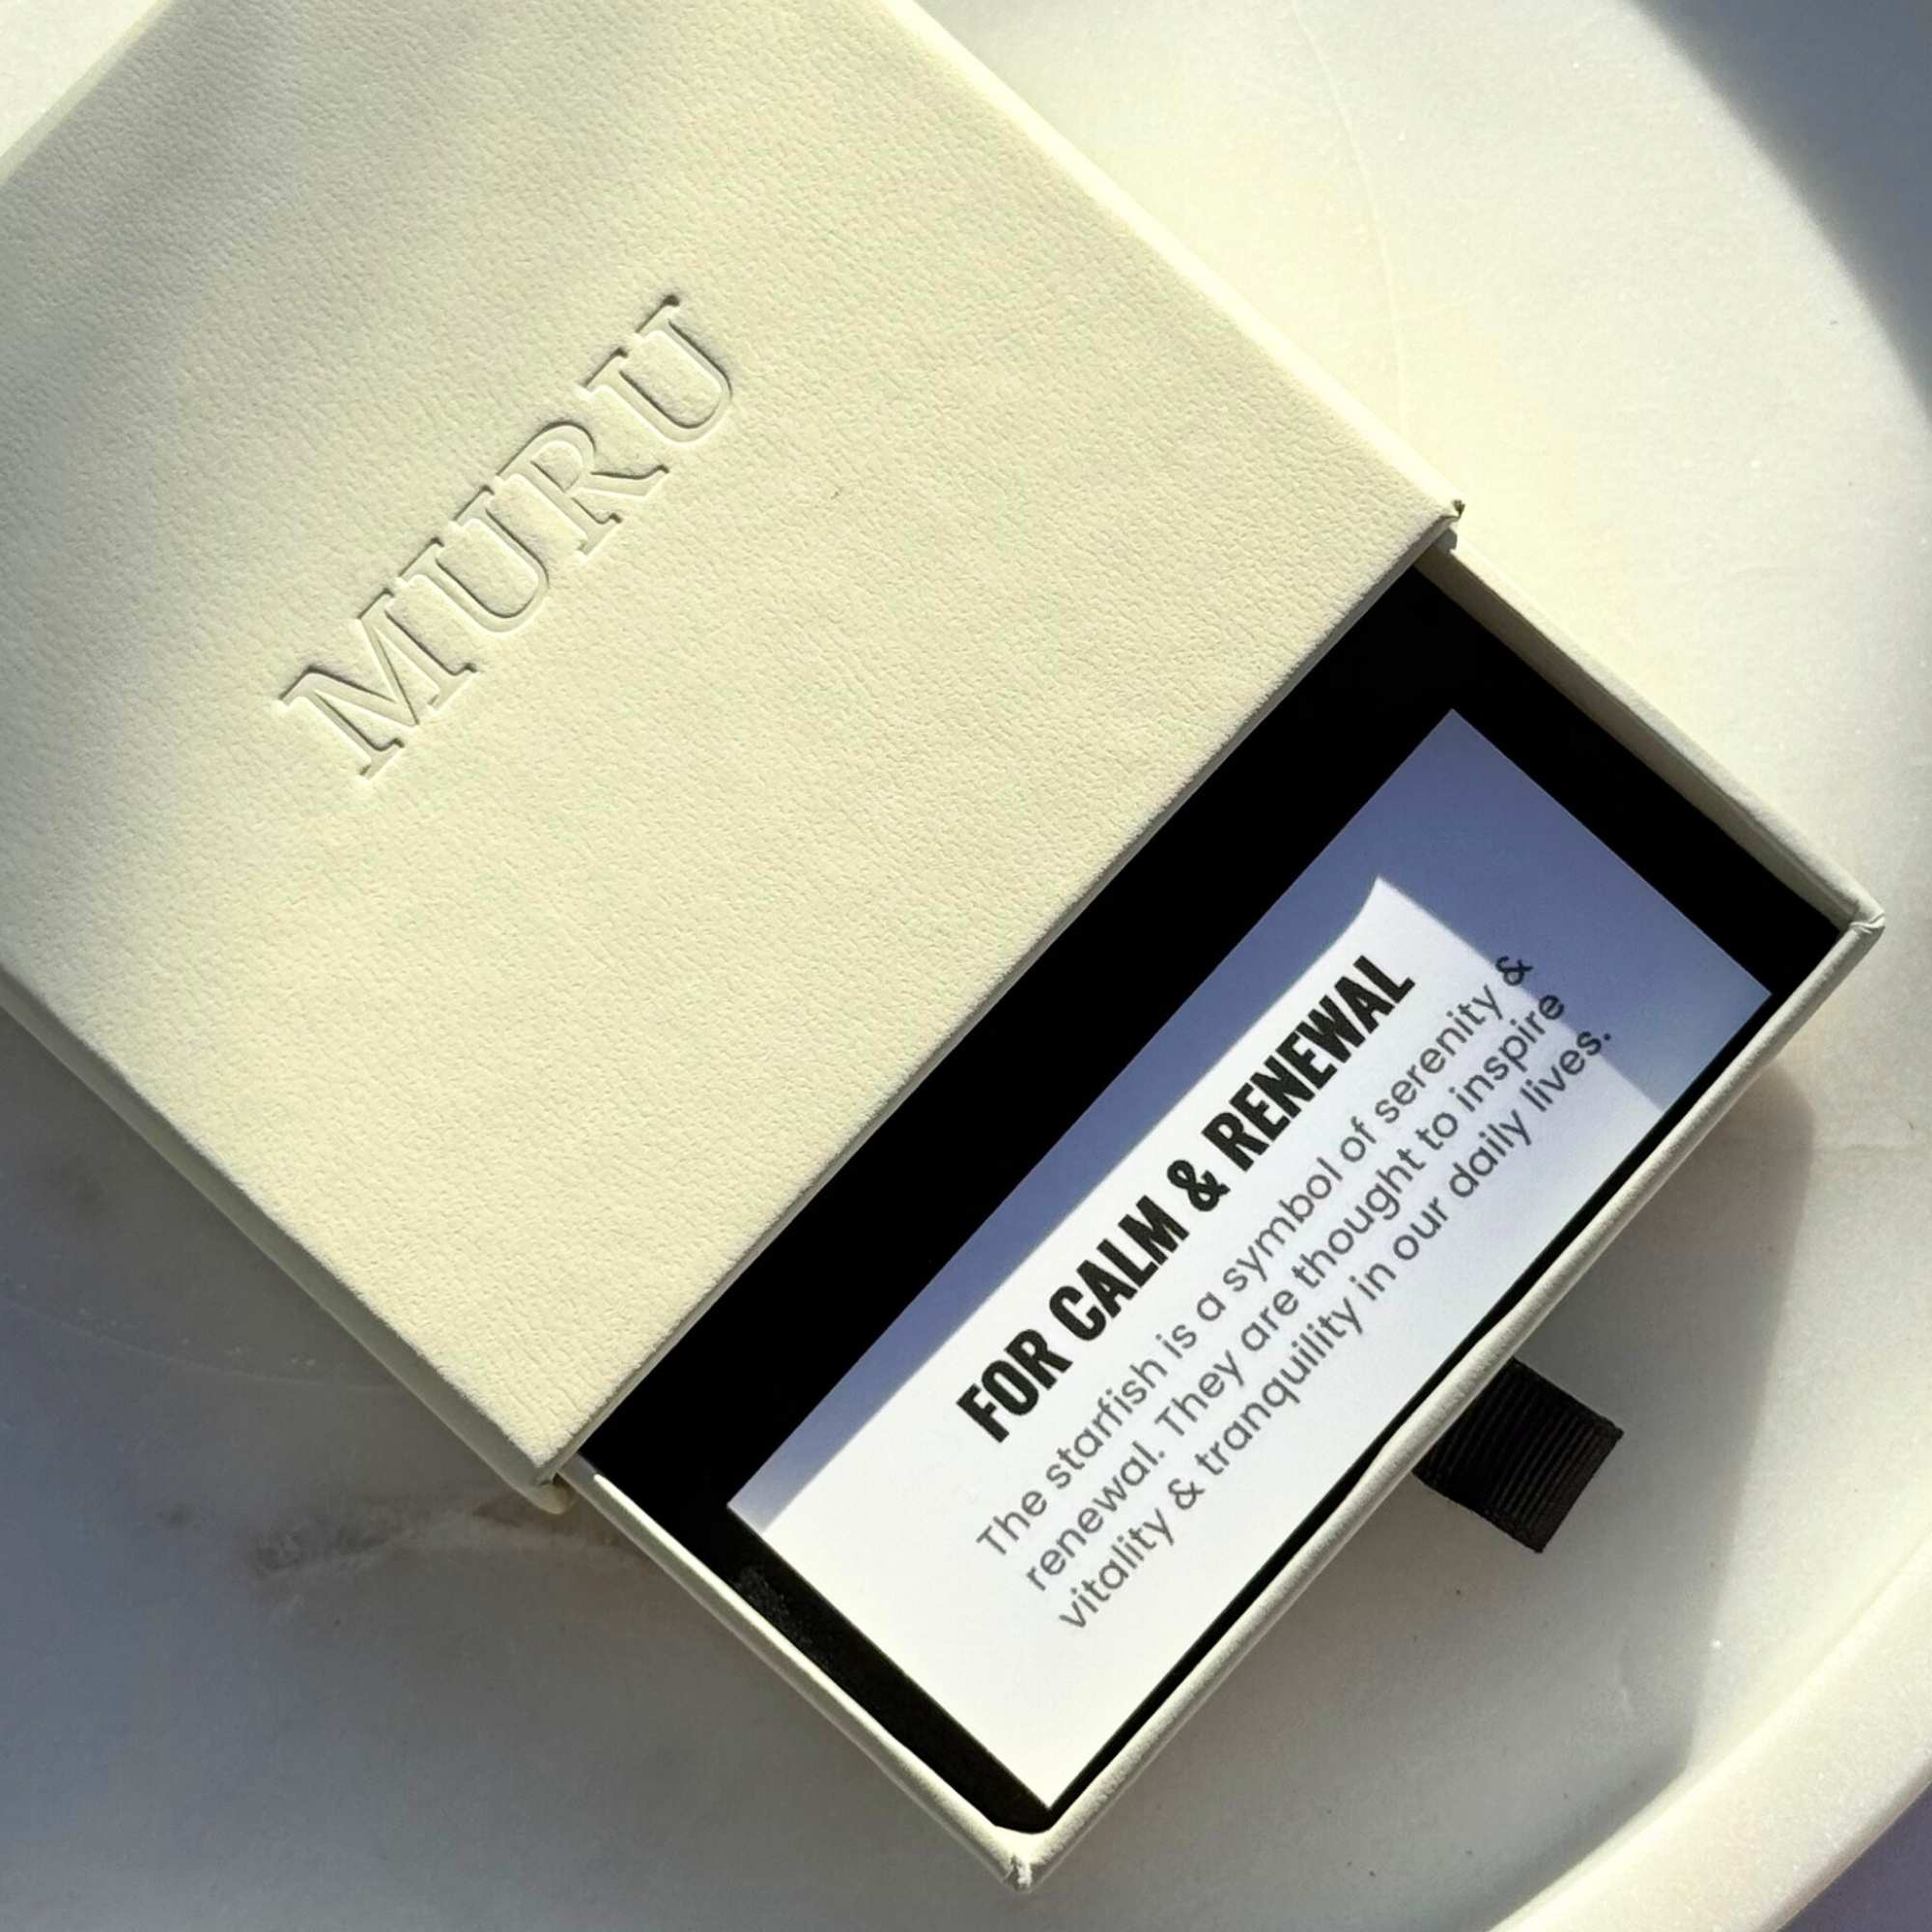 MURU
FOR CALM & RENEWAL
The starfish is a symbol of serenity &
renewal. They are thought to inspire
vitality & tranquility in our daily lives.